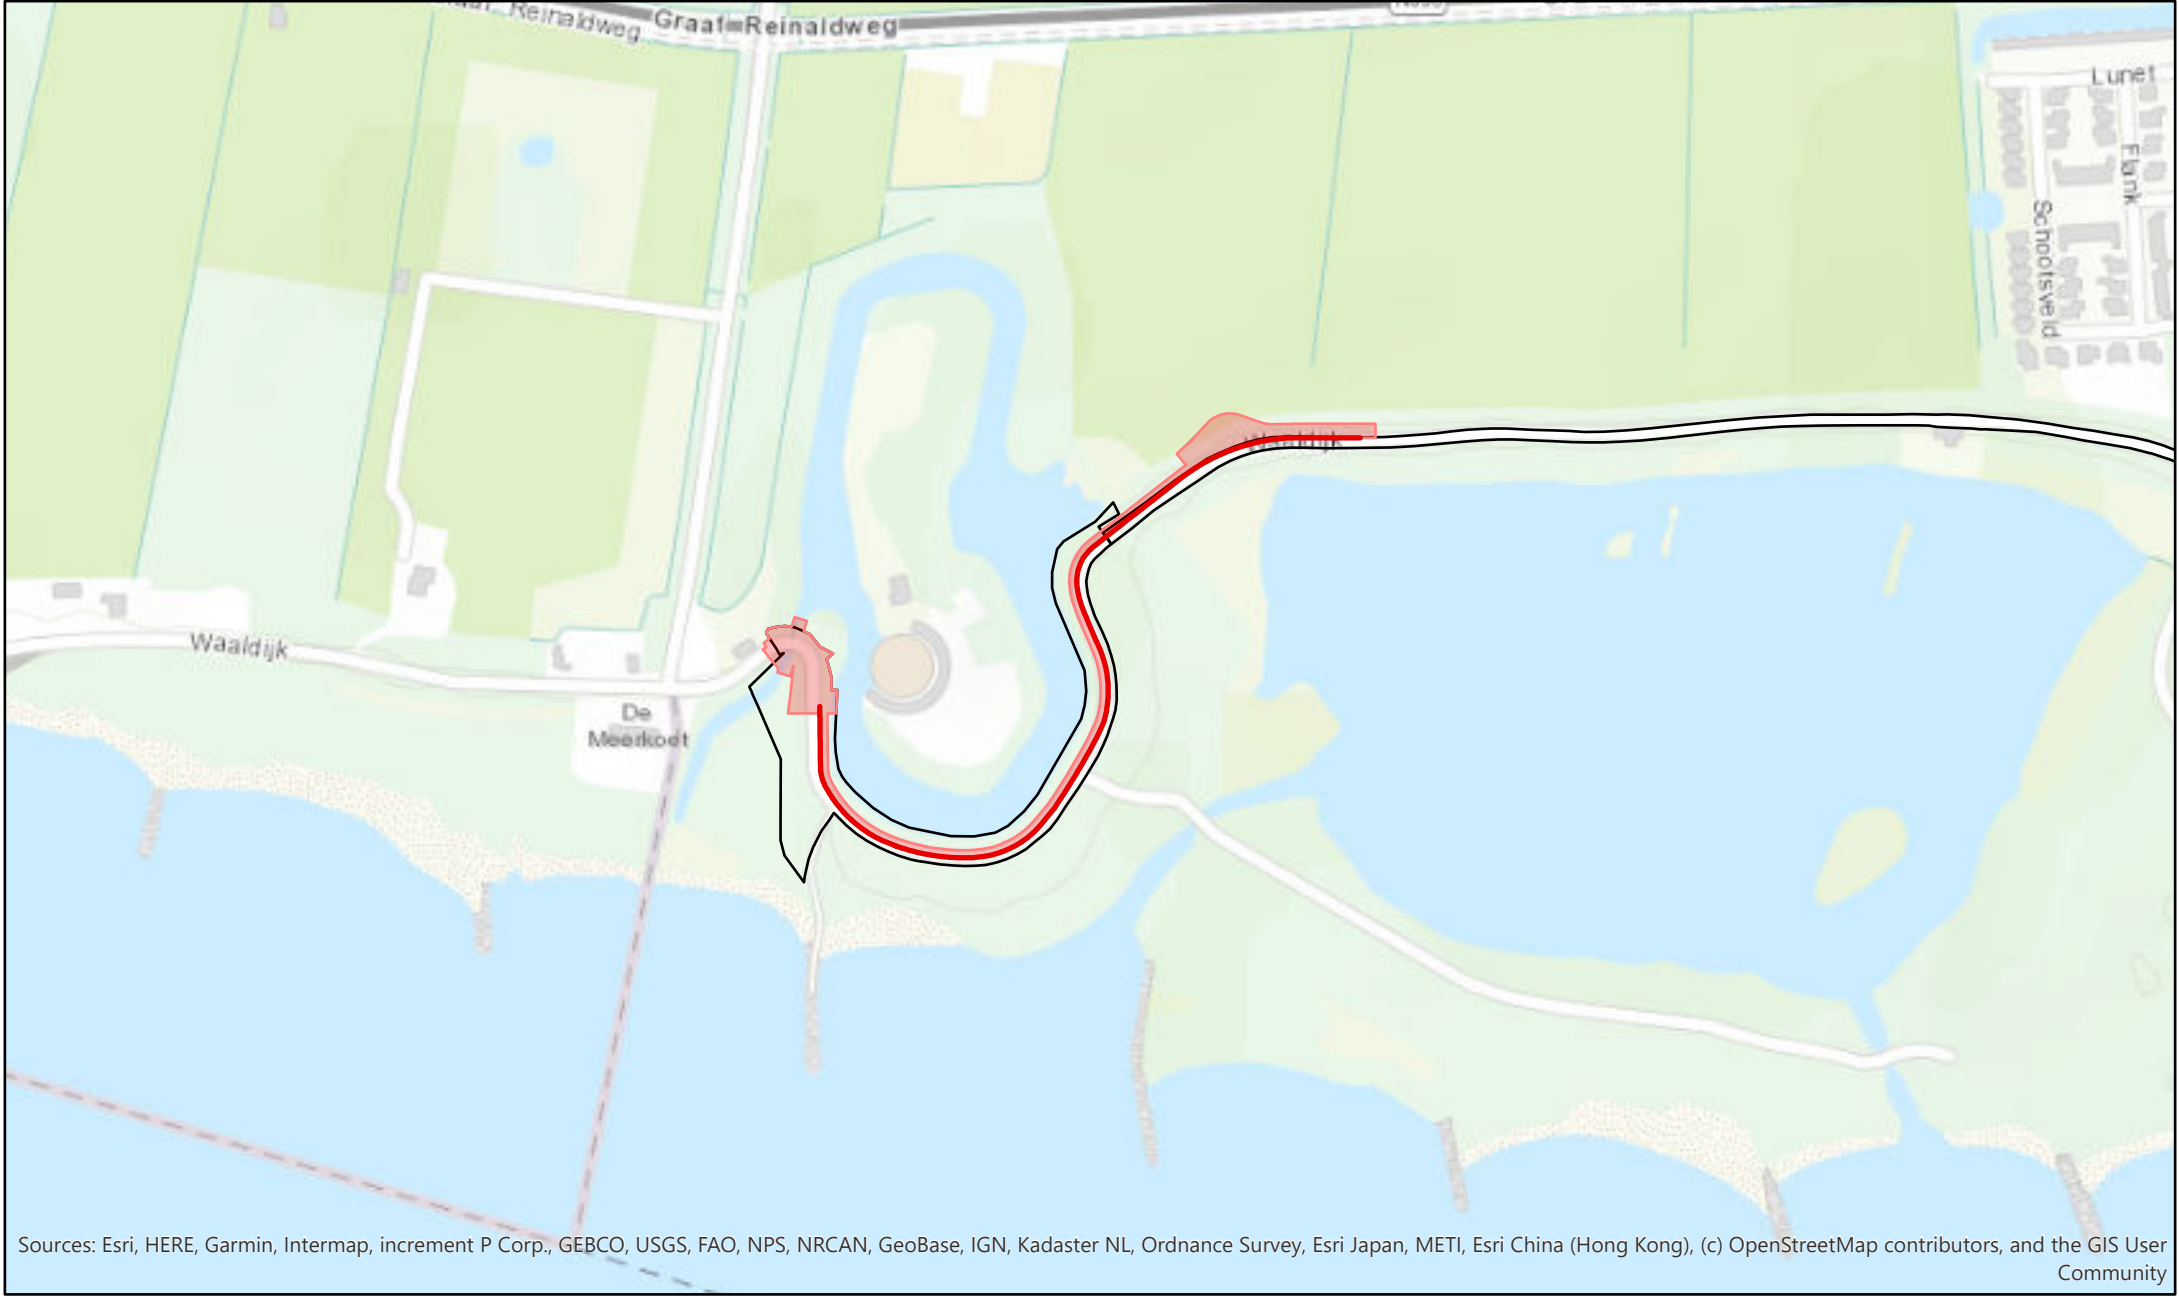 Reinaldweg
Graaf-Reinaldweg
Lunet
Flank
Schootsveld
Waaldijk
Waaldijk
De
Meerkoet
Sources: Esri, HERE, Garmin, Intermap, increment P Corp., GEBCO, USGS, FAO, NPS, NRCAN, GeoBase, IGN, Kadaster NL, Ordnance Survey, Esri Japan, METI, Esri China (Hong Kong), (c) OpenStreetMap contributors, and the GIS User
Community